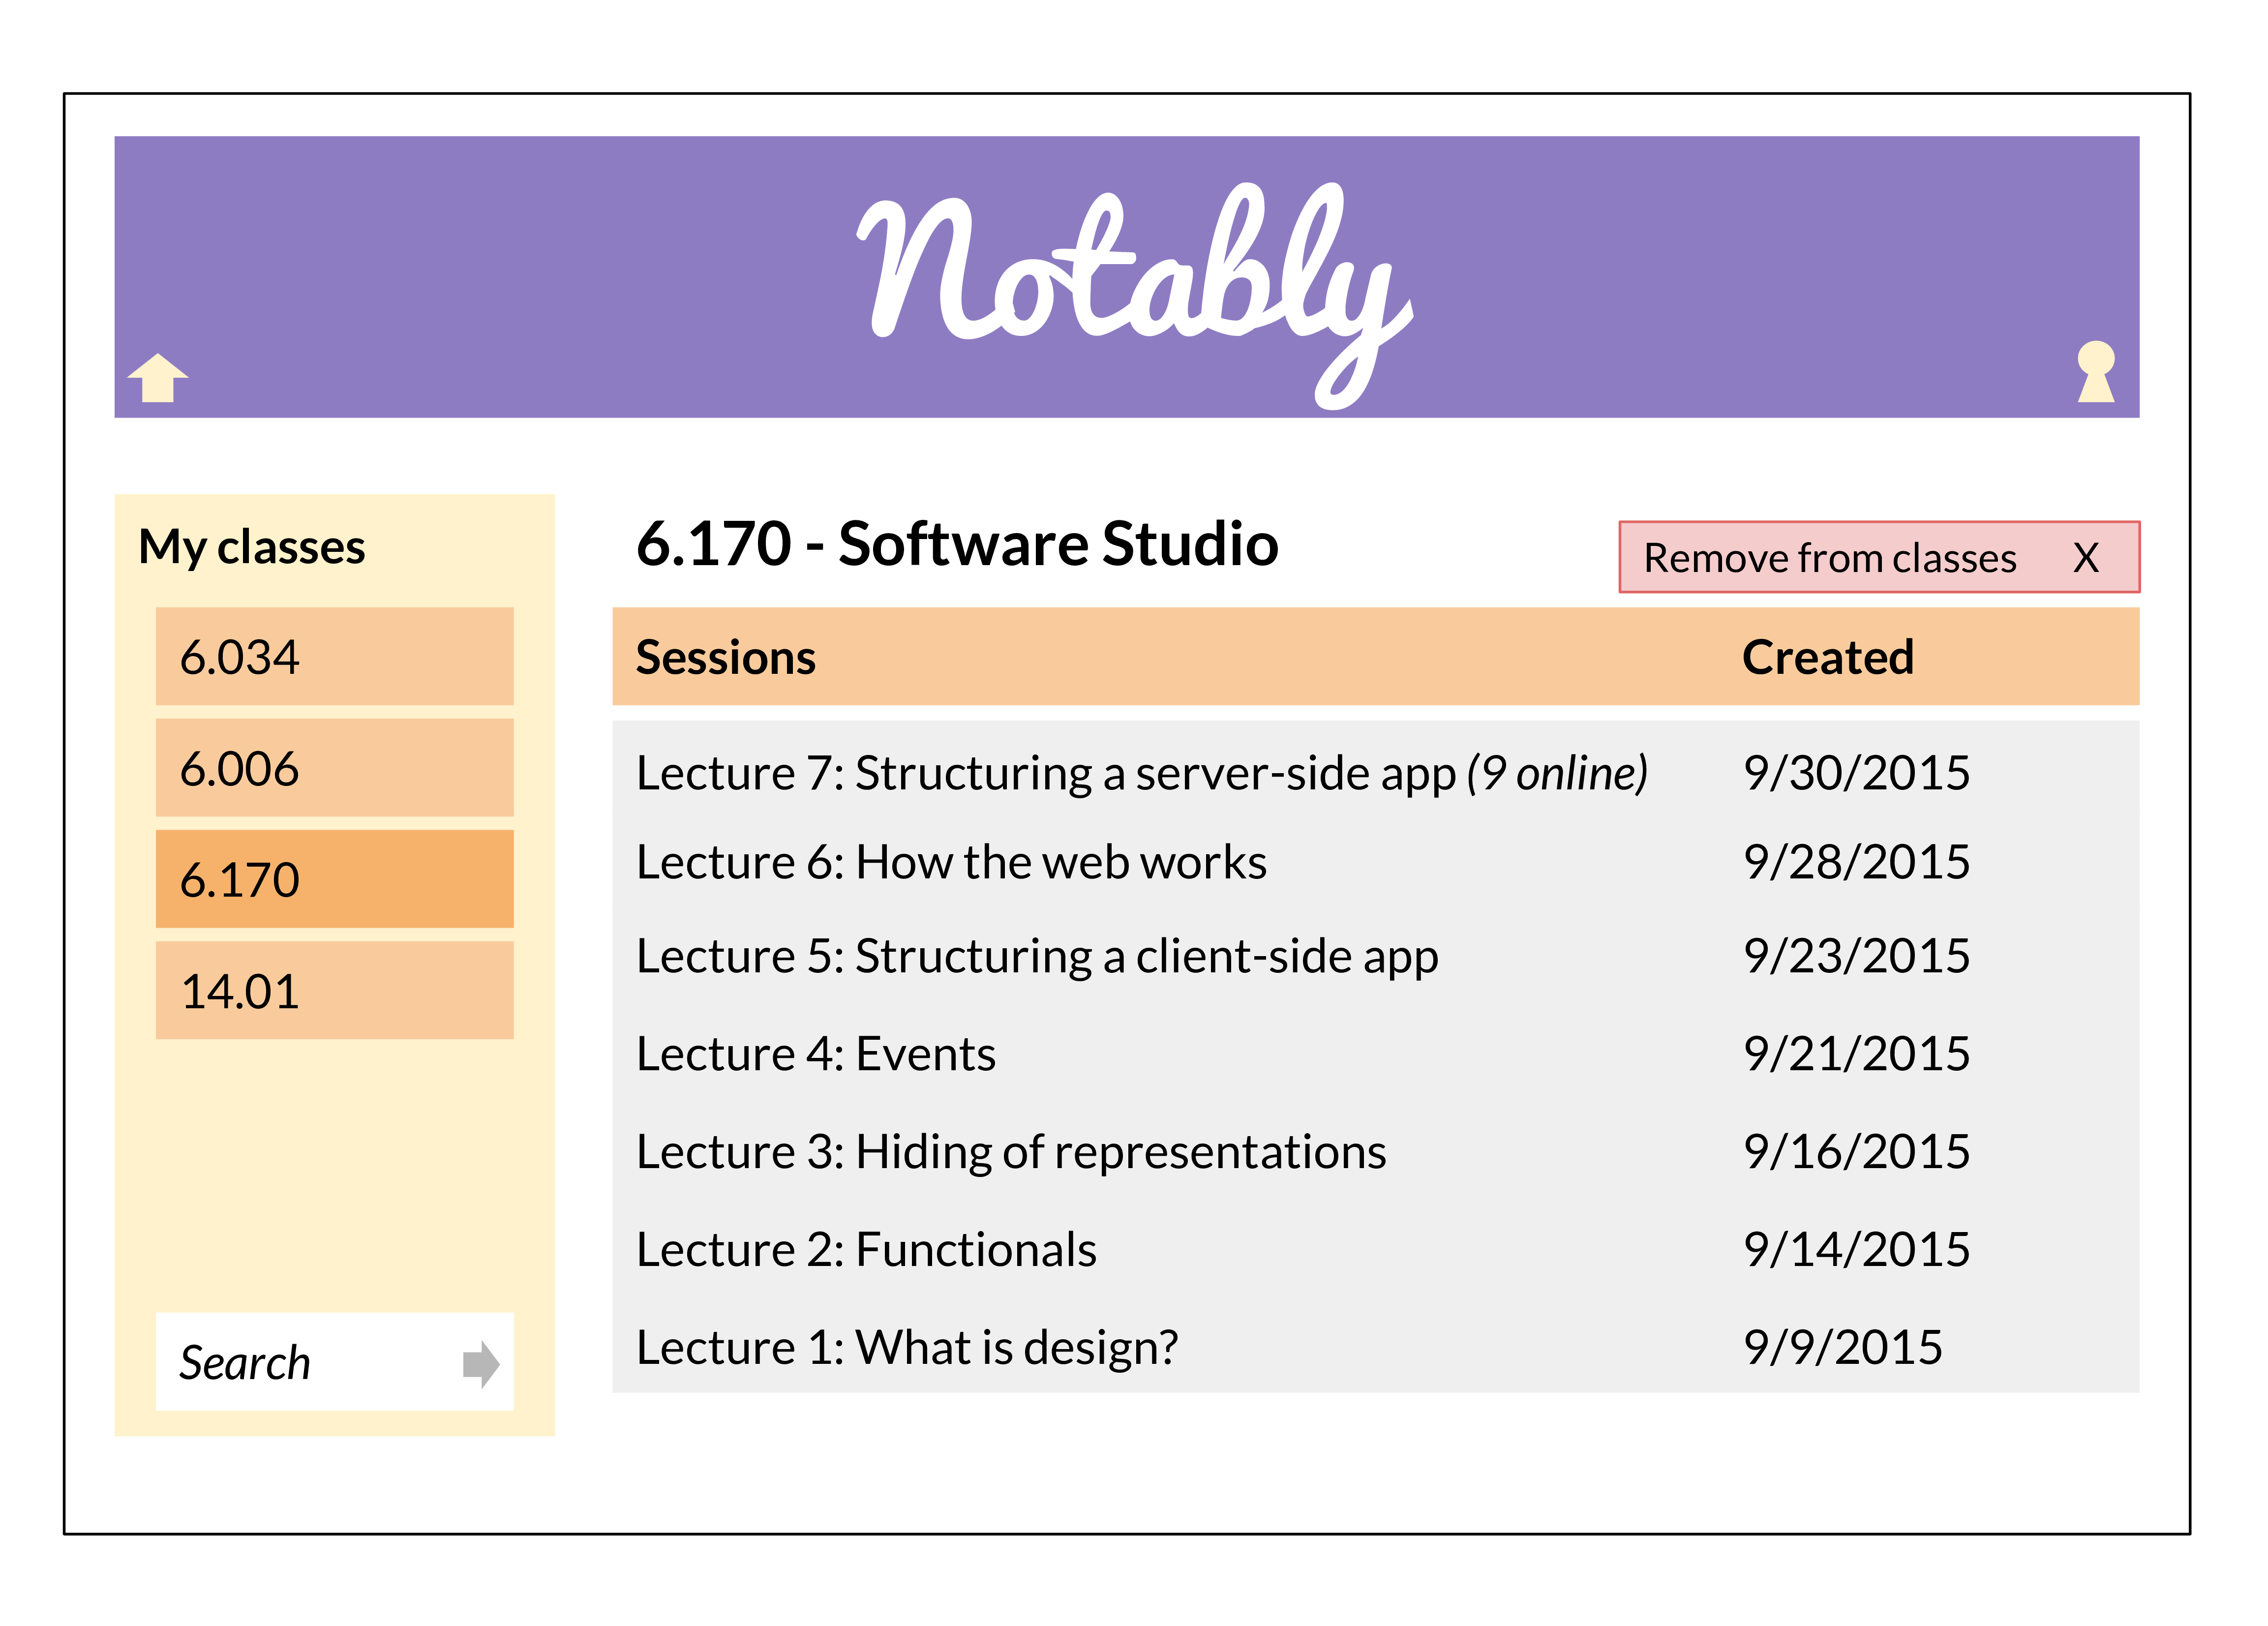 Notably
My classes
6.034
6.006
6.170
14.01
Search
6.170 - Software Studio
Remove from classes X
Sessions Created
Lecture 7: Structuring a server-side app (9 online) 9/30/2015
Lecture 6: How the web works 9/28/2015
Lecture 5: Structuring a client-side app 9/23/2015
Lecture 4: Events 9/21/2015
Lecture 3: Hiding of representations 9/16/2015
Lecture 2: Functionals 9/14/2015
Lecture 1: What is design? 9/9/2015